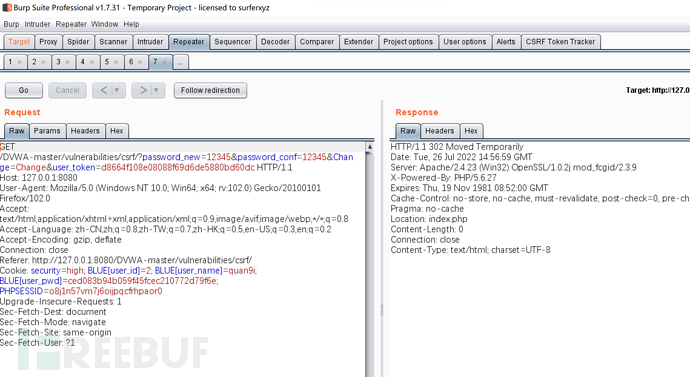 Burp Suite Professional v1.7.31 - Temporary Project - licensed to surferxyz
Burp Intruder Repeater Window Help
Target Proxy Spider Scanner Intruder Repeater Sequencer Decoder Comparer Extender Project options User options Alerts CSRF Token Tracker
1 × 2 × 3 × 4 × 5 × 6 × 7 × ...
Go Cancel < > Follow redirection Target: http://127.0
Request
Raw Params Headers Hex
GET
/DVWA-master/vulnerabilities/csrf/?password_new=12345&password_conf=12345&Chan
ge=Change&user_token=d8664f108e08088f69d6de5880bd60dc HTTP/1.1
Host: 127.0.0.1:8080
User-Agent: Mozilla/5.0 (Windows NT 10.0; Win64; x64; rv:102.0) Gecko/20100101
Firefox/102.0
Accept:
text/html,application/xhtml+xml,application/xml;q=0.9,image/avif,image/webp,*/*;q=0.8
Accept-Language: zh-CN,zh;q=0.8,zh-TW;q=0.7,zh-HK;q=0.5,en-US;q=0.3,en;q=0.2
Accept-Encoding: gzip, deflate
Connection: close
Referer: http://127.0.0.1:8080/DVWA-master/vulnerabilities/csrf/
Cookie: security=high; BLUE[user_id]=2; BLUE[user_name]=quan9i;
BLUE[user_pwd]=ced083b94b059f45fcec210772d79f6e;
PHPSESSID=o8j1n57vm7j6oijpqcfrhpaor0
Upgrade-Insecure-Requests: 1
Sec-Fetch-Dest: document
Sec-Fetch-Mode: navigate
Sec-Fetch-Site: same-origin
Sec-Fetch-User: ?1
Response
Raw Headers Hex
HTTP/1.1 302 Moved Temporarily
Date: Tue, 26 Jul 2022 14:56:59 GMT
Server: Apache/2.4.23 (Win32) OpenSSL/1.0.2j mod_fcgid/2.3.9
X-Powered-By: PHP/5.6.27
Expires: Thu, 19 Nov 1981 08:52:00 GMT
Cache-Control: no-store, no-cache, must-revalidate, post-check=0, pre-ch
Pragma: no-cache
Location: index.php
Content-Length: 0
Connection: close
Content-Type: text/html; charset=UTF-8
FREEBUF